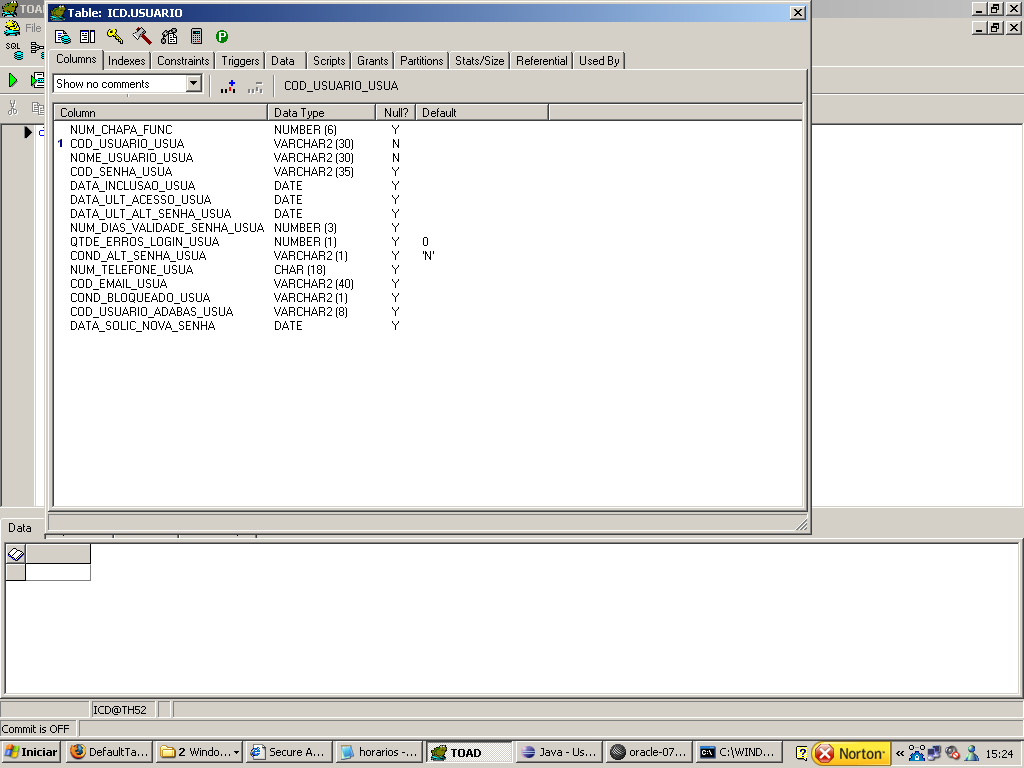 TOAD
Table: ICD.USUARIO
File
SQL
Columns Indexes Constraints Triggers Data Scripts Grants Partitions Stats/Size Referential Used By
Show no comments COD_USUARIO_USUA
Column Data Type Null? Default
NUM_CHAPA_FUNC NUMBER (6) Y
1 COD_USUARIO_USUA VARCHAR2 (30) N
NOME_USUARIO_USUA VARCHAR2 (30) N
COD_SENHA_USUA VARCHAR2 (35) Y
DATA_INCLUSAO_USUA DATE Y
DATA_ULT_ACESSO_USUA DATE Y
DATA_ULT_ALT_SENHA_USUA DATE Y
NUM_DIAS_VALIDADE_SENHA_USUA NUMBER (3) Y
QTDE_ERROS_LOGIN_USUA NUMBER (1) Y 0
COND_ALT_SENHA_USUA VARCHAR2 (1) Y 'N'
NUM_TELEFONE_USUA CHAR (18) Y
COD_EMAIL_USUA VARCHAR2 (40) Y
COND_BLOQUEADO_USUA VARCHAR2 (1) Y
COD_USUARIO_ADABAS_USUA VARCHAR2 (8) Y
DATA_SOLIC_NOVA_SENHA DATE Y
Data
ICD@TH52
Commit is OFF
Iniciar DefaultTa... 2 Windo... Secure A... horarios -... TOAD Java - Us... oracle-07... C:\WIND... Norton 15:24